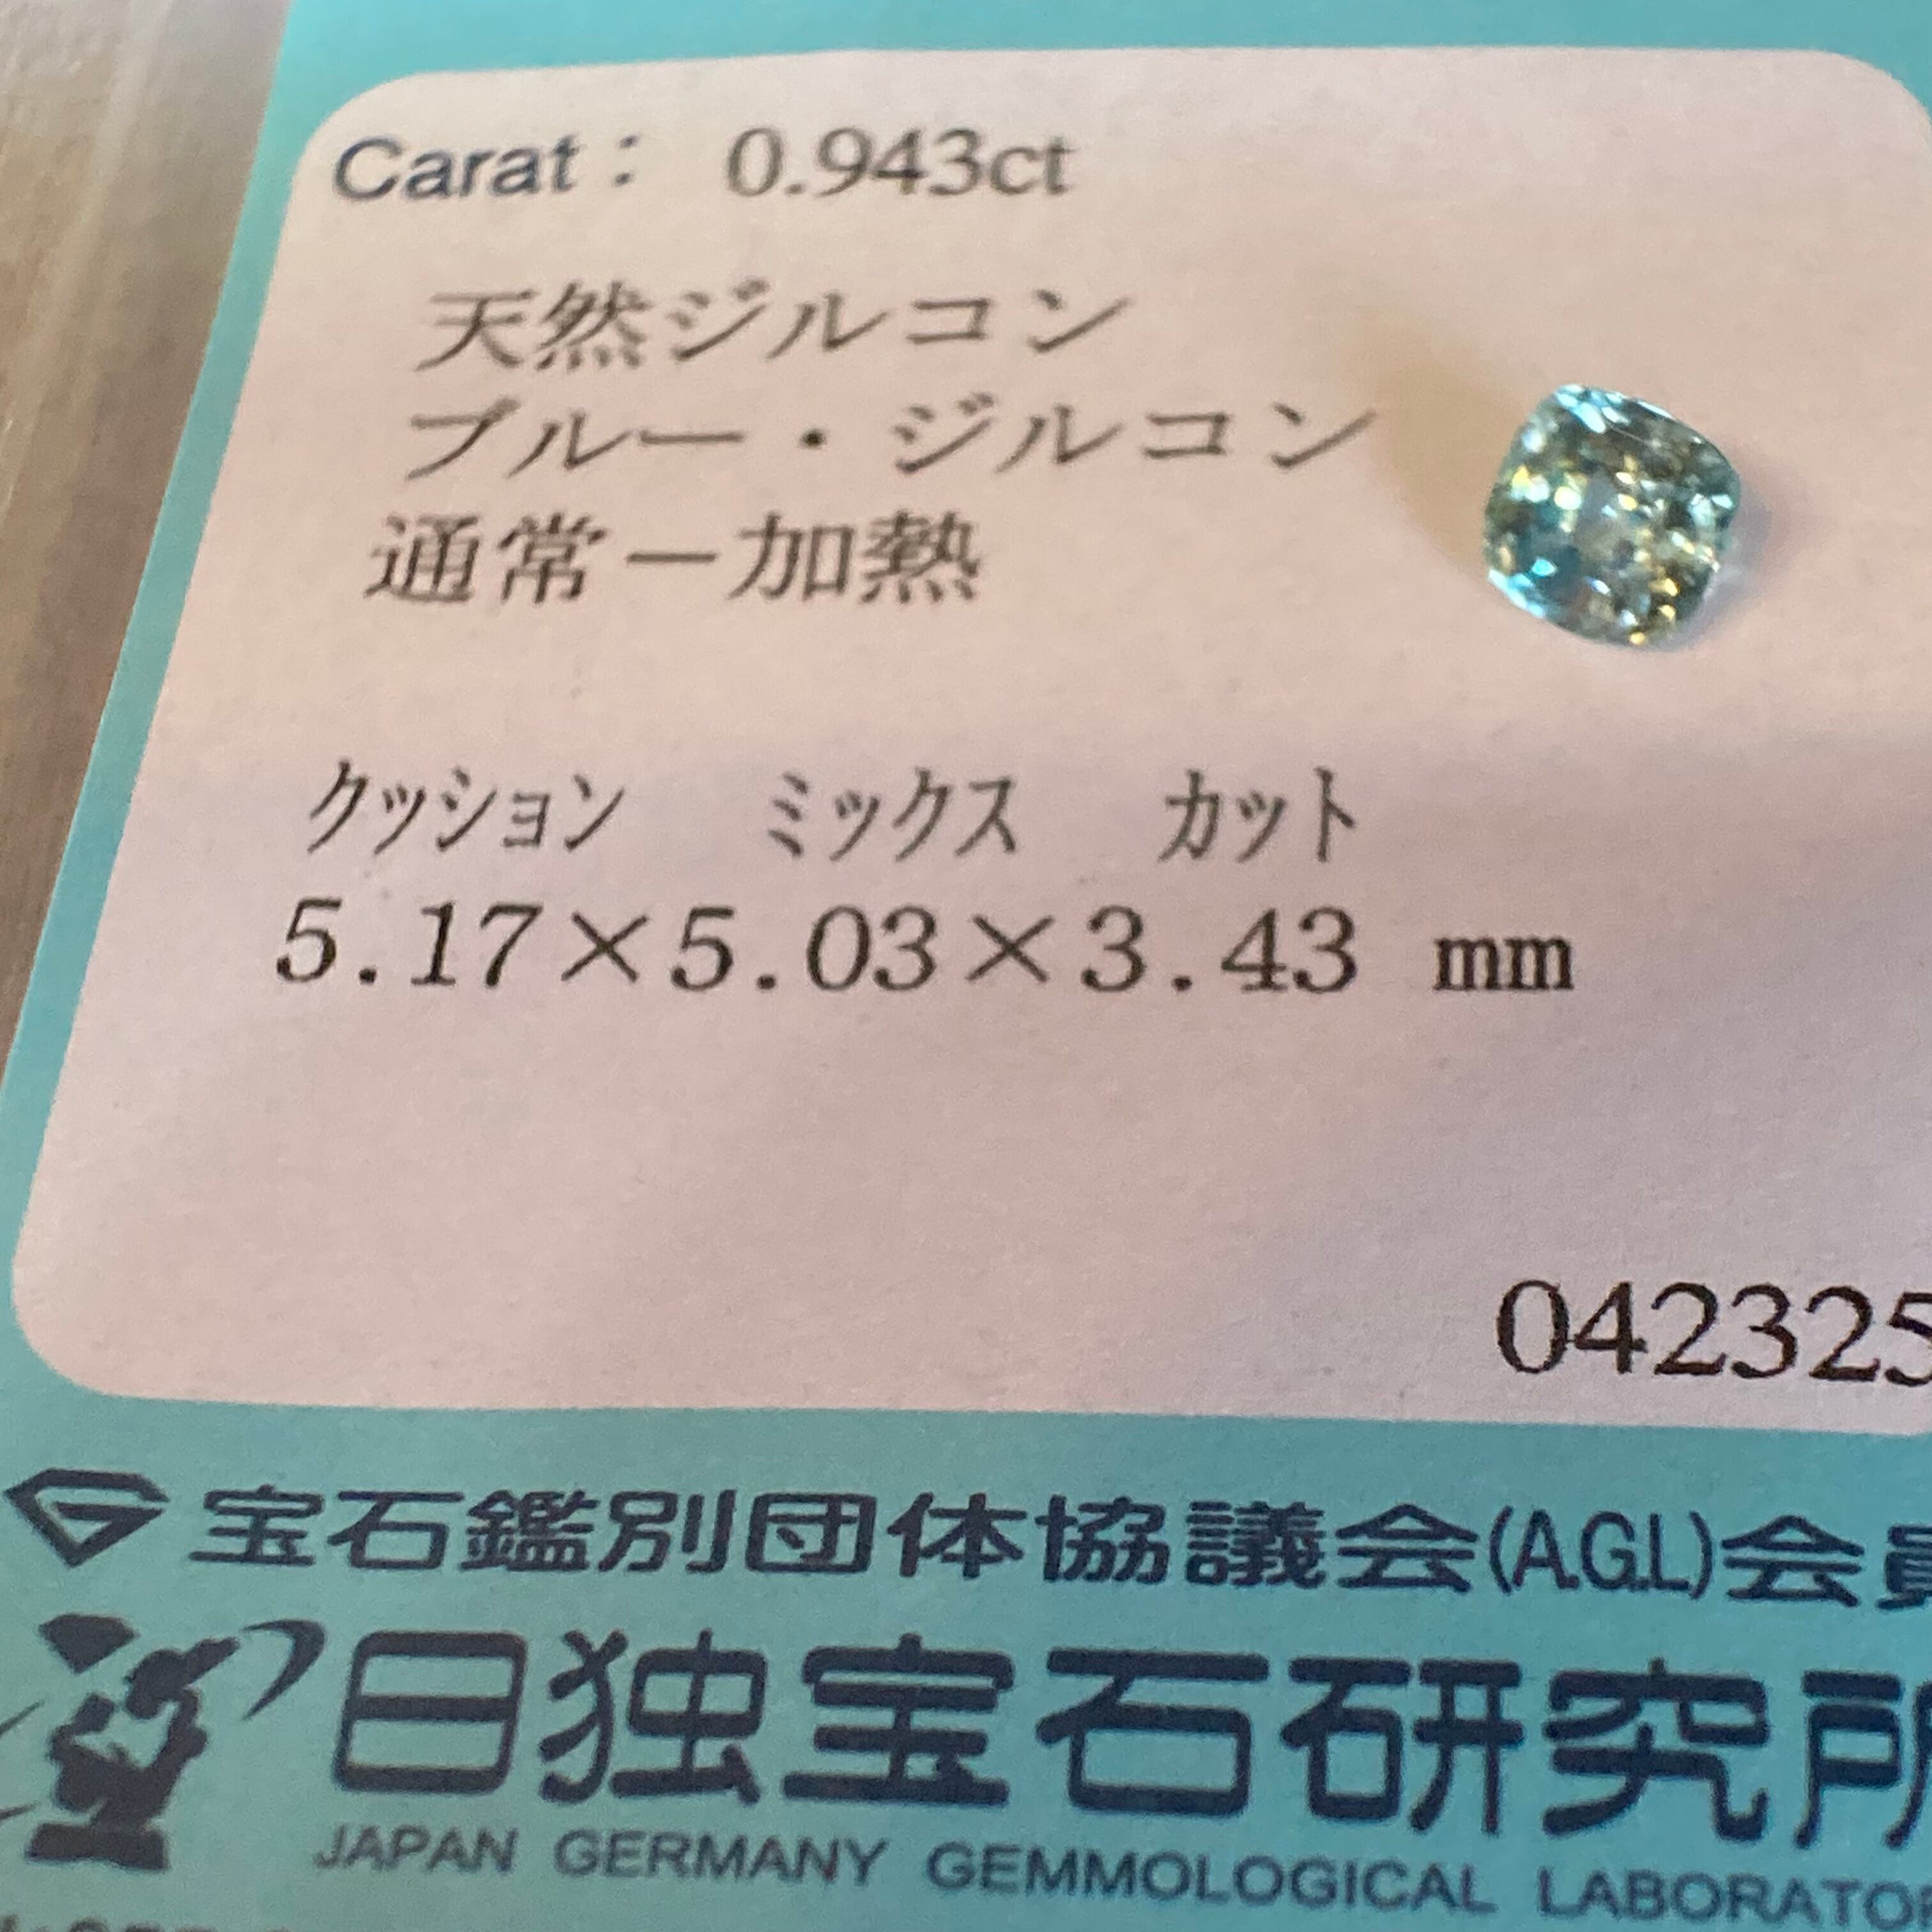 Carat： 0.943ct
天然ジルコン
ブルー・ジルコン
通常－加熱
クッション ミックス カット
5.17×5.03×3.43 mm
042325
宝石鑑別団体協議会(A.G.L)会員
日独宝石研究所
JAPAN GERMANY GEMMOLOGICAL